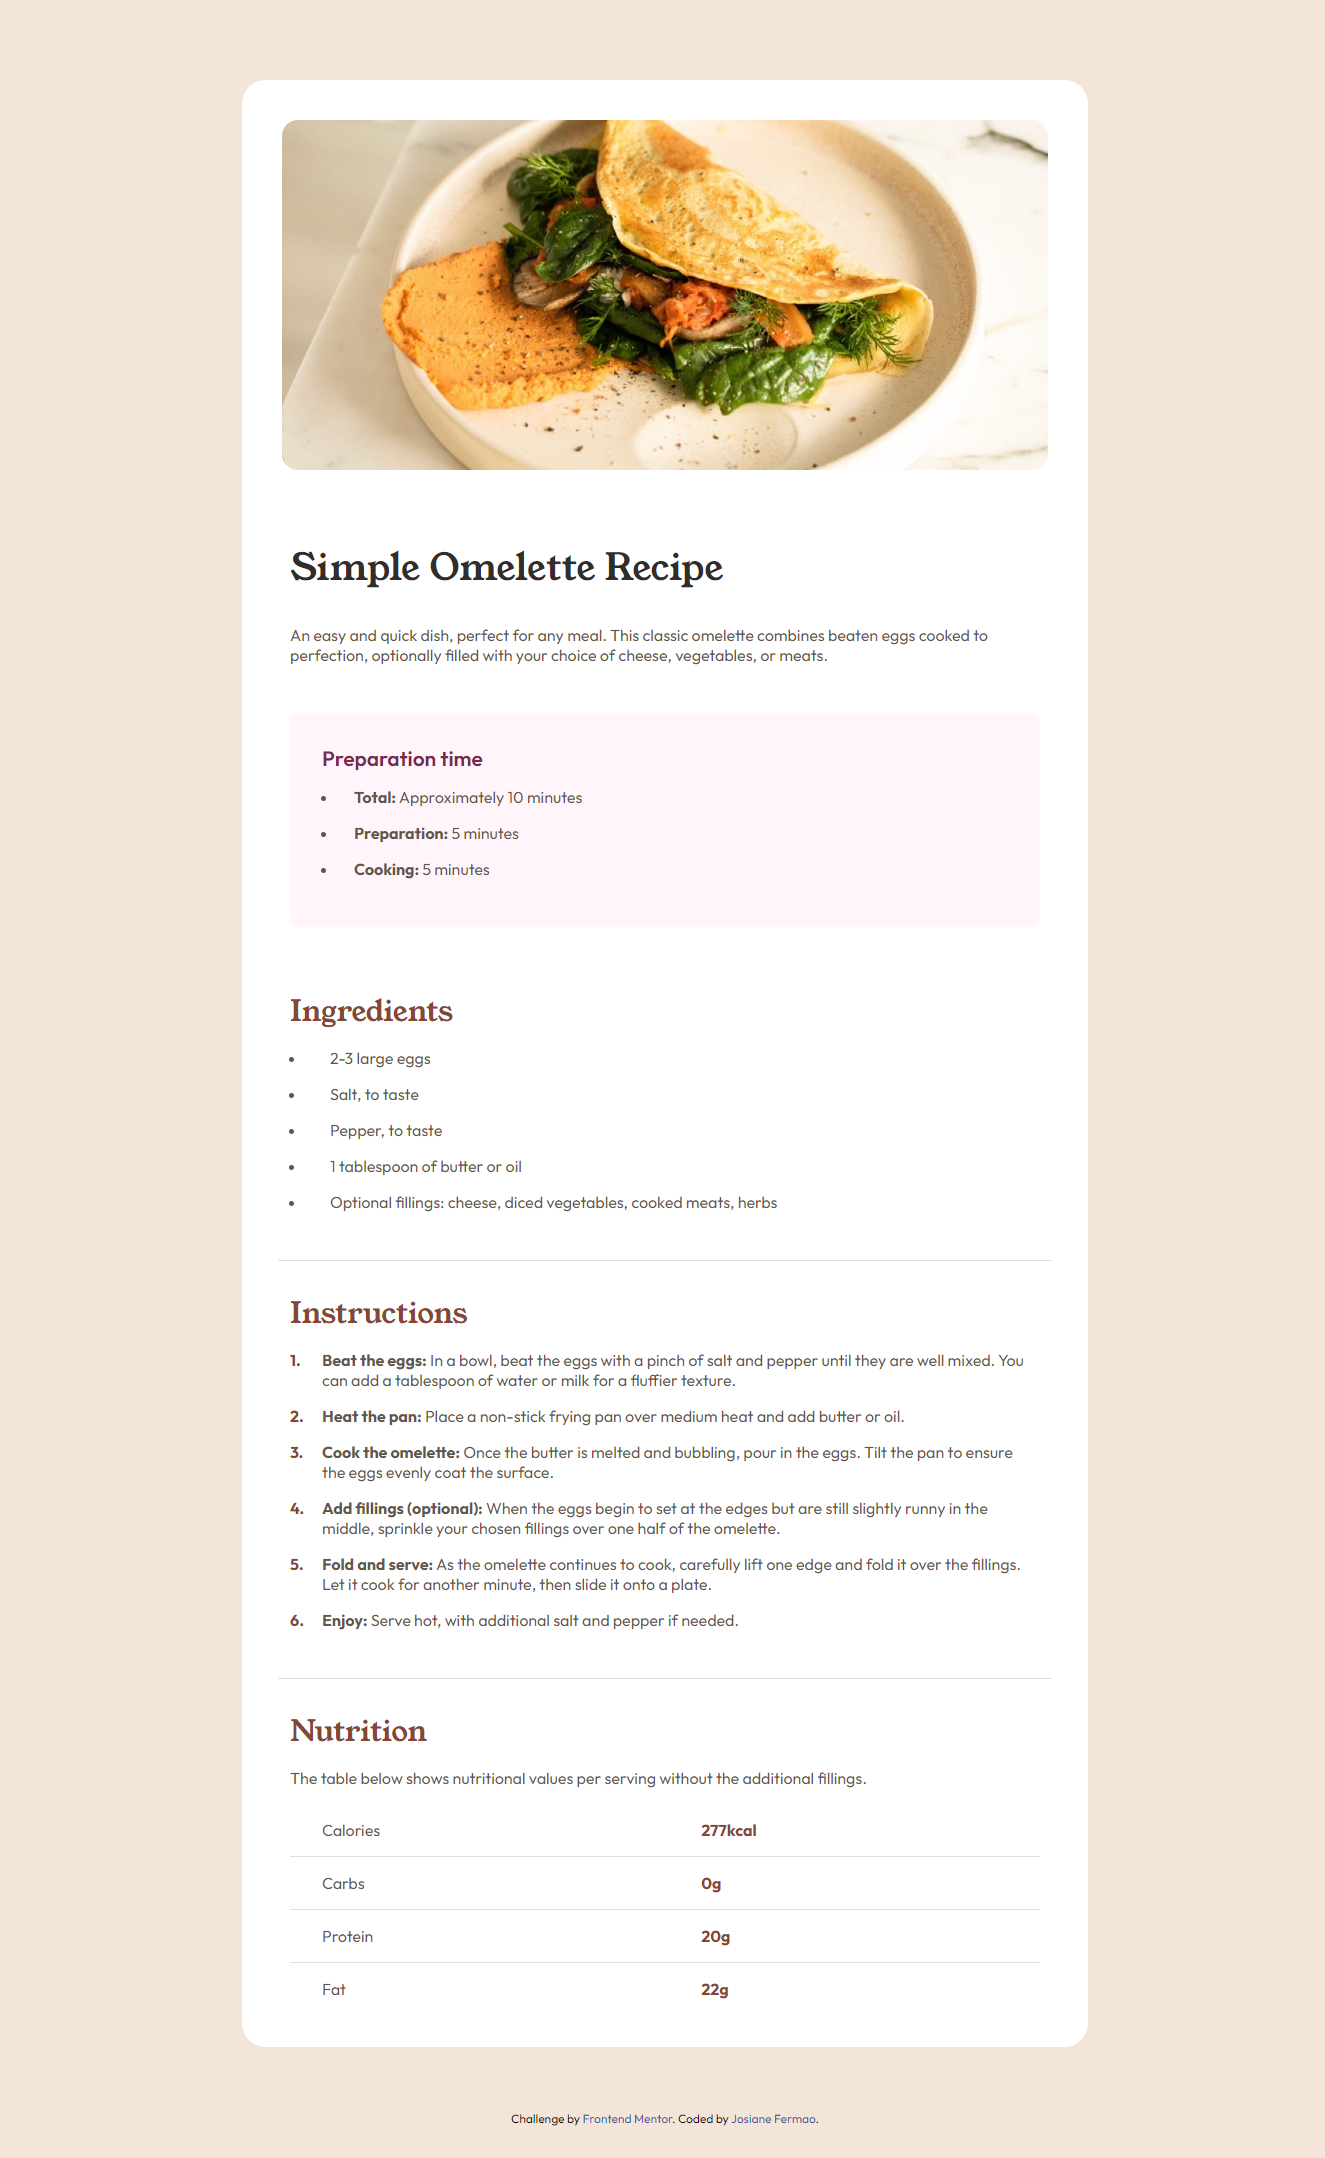 Simple Omelette Recipe
An easy and quick dish, perfect for any meal. This classic omelette combines beaten eggs cooked to
perfection, optionally filled with your choice of cheese, vegetables, or meats.
Preparation time
• Total: Approximately 10 minutes
• Preparation: 5 minutes
• Cooking: 5 minutes
Ingredients
• 2-3 large eggs
• Salt, to taste
• Pepper, to taste
• 1 tablespoon of butter or oil
• Optional fillings: cheese, diced vegetables, cooked meats, herbs
Instructions
1. Beat the eggs: In a bowl, beat the eggs with a pinch of salt and pepper until they are well mixed. You
can add a tablespoon of water or milk for a fluffier texture.
2. Heat the pan: Place a non-stick frying pan over medium heat and add butter or oil.
3. Cook the omelette: Once the butter is melted and bubbling, pour in the eggs. Tilt the pan to ensure
the eggs evenly coat the surface.
4. Add fillings (optional): When the eggs begin to set at the edges but are still slightly runny in the
middle, sprinkle your chosen fillings over one half of the omelette.
5. Fold and serve: As the omelette continues to cook, carefully lift one edge and fold it over the fillings.
Let it cook for another minute, then slide it onto a plate.
6. Enjoy: Serve hot, with additional salt and pepper if needed.
Nutrition
The table below shows nutritional values per serving without the additional fillings.
Calories 277kcal
Carbs 0g
Protein 20g
Fat 22g
Challenge by Frontend Mentor. Coded by Josiane Fermao.